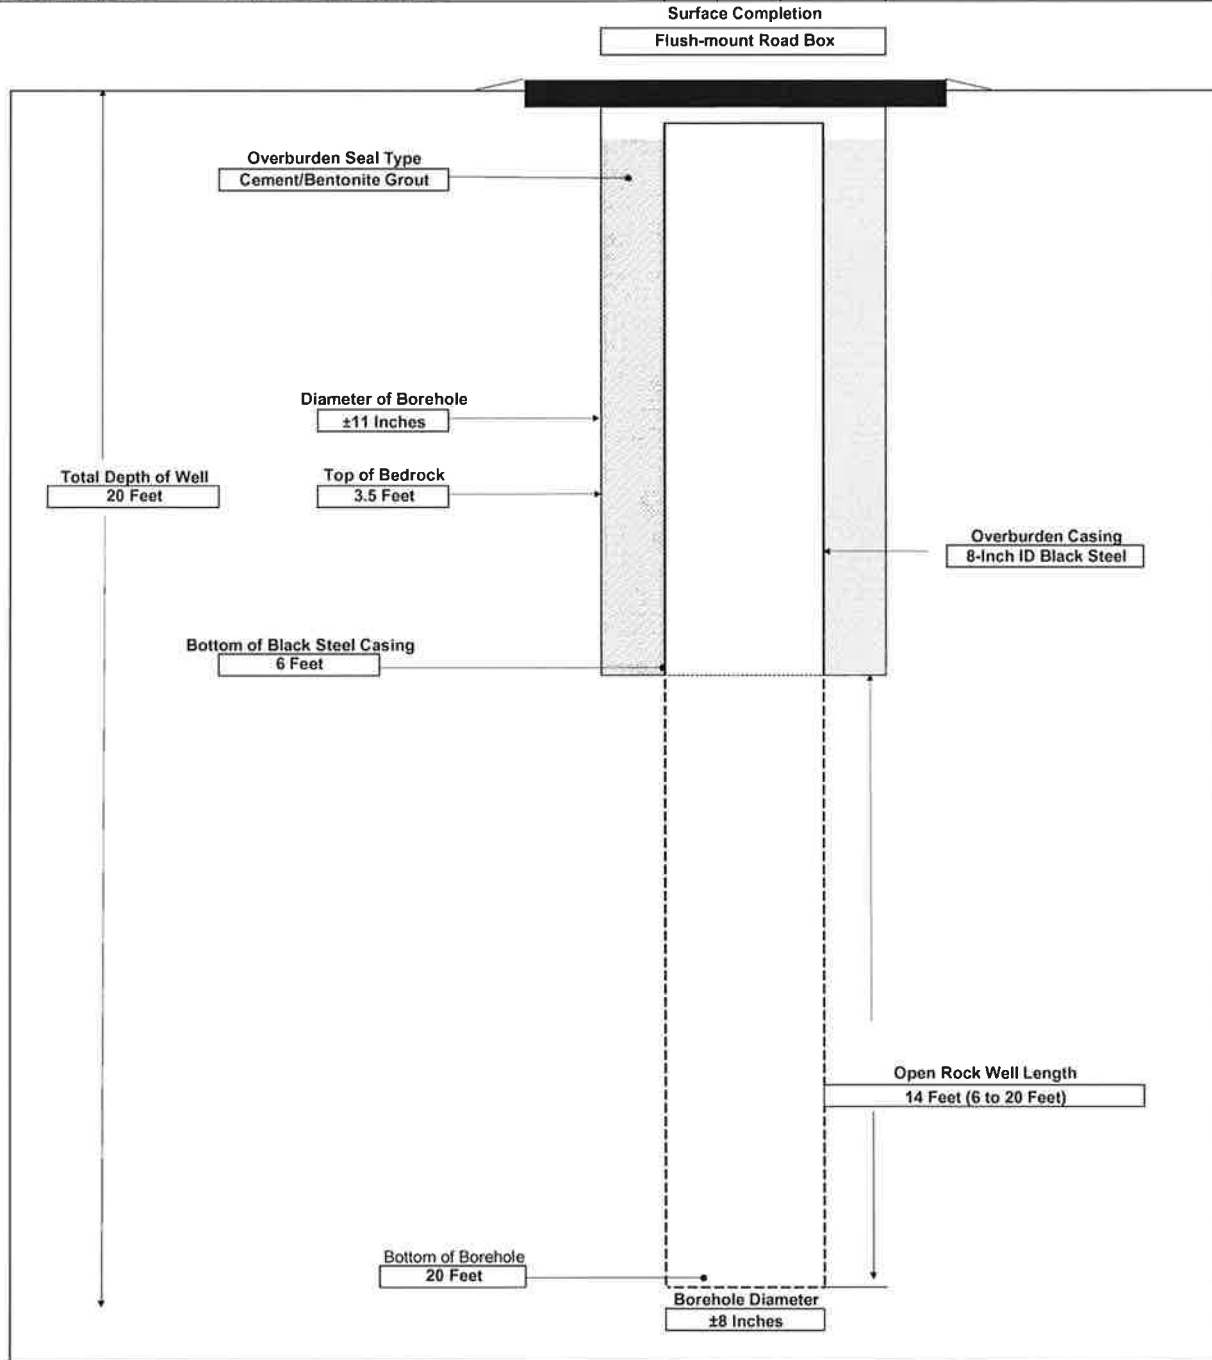 Surface Completion
Flush-mount Road Box
Overburden Seal Type
Cement/Bentonite Grout
Diameter of Borehole
±11 Inches
Total Depth of Well
20 Feet
Top of Bedrock
3.5 Feet
Overburden Casing
8-Inch ID Black Steel
Bottom of Black Steel Casing
6 Feet
Open Rock Well Length
14 Feet (6 to 20 Feet)
Bottom of Borehole
20 Feet
Borehole Diameter
±8 Inches